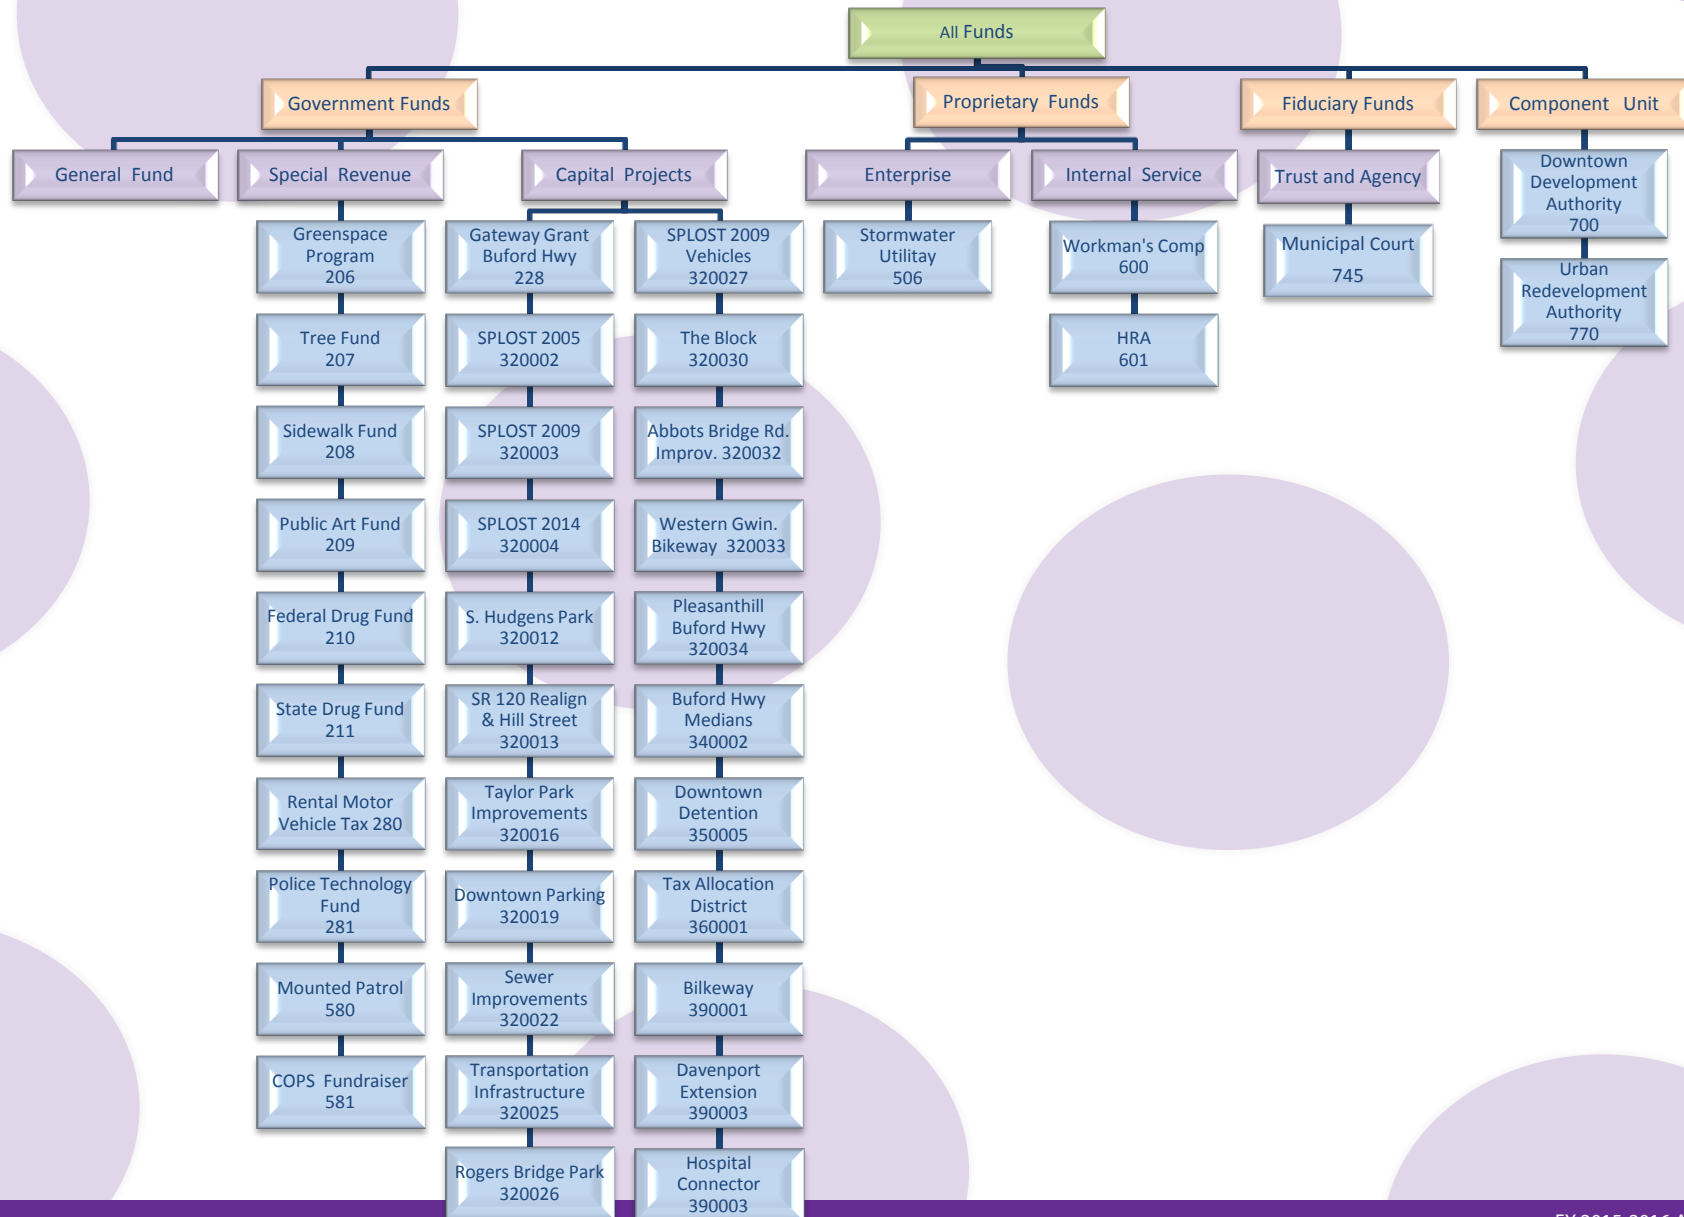 All Funds
Government Funds
Proprietary Funds
Fiduciary Funds
Component Unit
General Fund
Special Revenue
Capital Projects
Enterprise
Internal Service
Trust and Agency
Greenspace
Program
206
Tree Fund
207
Sidewalk Fund
208
Public Art Fund
209
Federal Drug Fund
210
State Drug Fund
211
Rental Motor
Vehicle Tax 280
Police Technology
Fund
281
Mounted Patrol
580
COPS Fundraiser
581
Gateway Grant
Buford Hwy
228
SPLOST 2005
320002
SPLOST 2009
320003
SPLOST 2014
320004
S. Hudgens Park
320012
SR 120 Realign
& Hill Street
320013
Taylor Park
Improvements
320016
Downtown Parking
320019
Sewer
Improvements
320022
Transportation
Infrastructure
320025
Rogers Bridge Park
320026
SPLOST 2009
Vehicles
320027
The Block
320030
Abbots Bridge Rd.
Improv. 320032
Western Gwin.
Bikeway 320033
Pleasanthill
Buford Hwy
320034
Buford Hwy
Medians
340002
Downtown
Detention
350005
Tax Allocation
District
360001
Bilkeway
390001
Davenport
Extension
390003
Hospital
Connector
390003
Stormwater
Utilitay
506
Workman's Comp
600
HRA
601
Municipal Court
745
Downtown
Development
Authority
700
Urban
Redevelopment
Authority
770